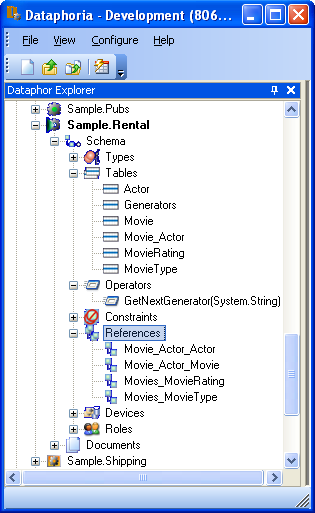 Dataphoria - Development (806...
File View Configure Help
Dataphor Explorer
Sample.Pubs
Sample.Rental
Schema
Types
Tables
Actor
Generators
Movie
Movie_Actor
MovieRating
MovieType
Operators
GetNextGenerator(System.String)
Constraints
References
Movie_Actor_Actor
Movie_Actor_Movie
Movies_MovieRating
Movies_MovieType
Devices
Roles
Documents
Sample.Shipping